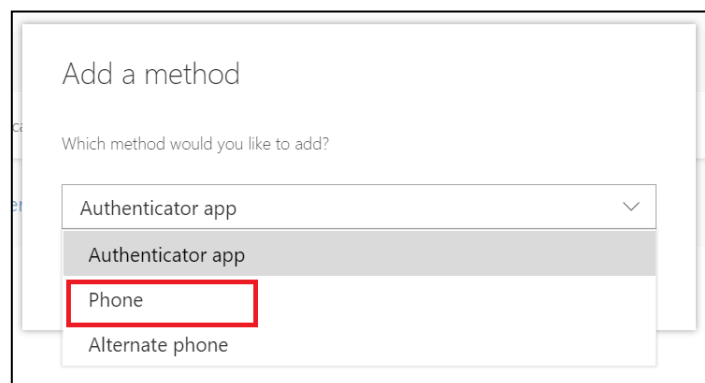 Add a method
Which method would you like to add?
Authenticator app
Authenticator app
Phone
Alternate phone